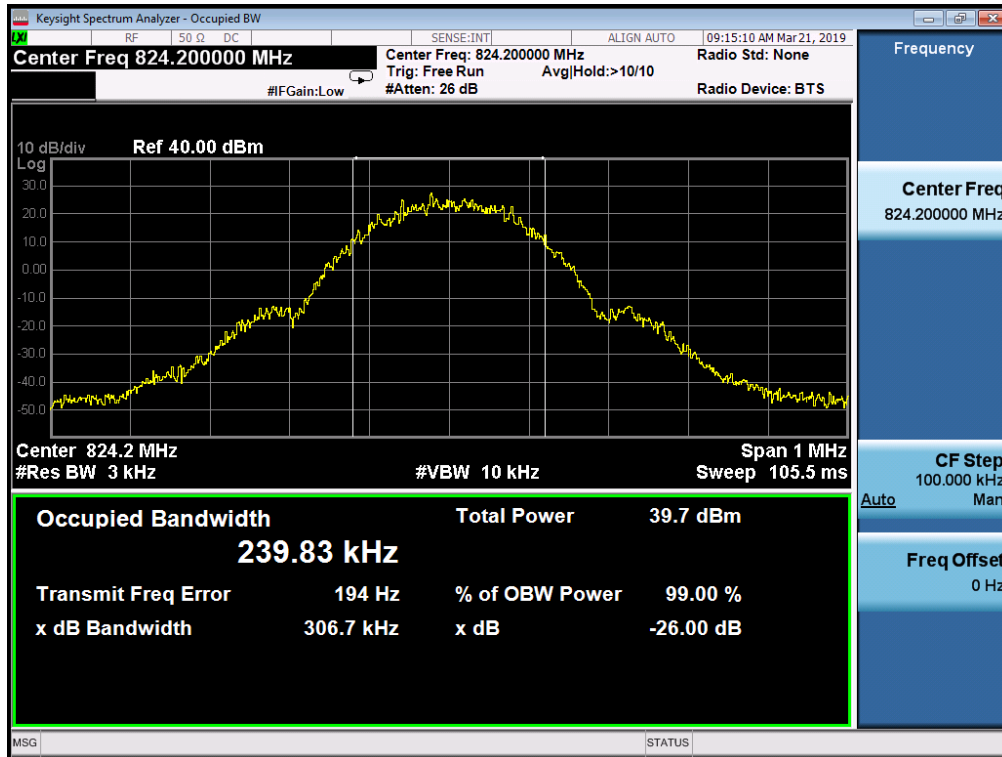 Keysight Spectrum Analyzer - Occupied BW
LXI RF 50 Ω DC SENSE:INT ALIGN AUTO 09:15:10 AM Mar 21, 2019
Center Freq 824.200000 MHz
#IFGain:Low
Center Freq: 824.200000 MHz
Trig: Free Run Avg|Hold:>10/10
#Atten: 26 dB
Radio Std: None
Radio Device: BTS
Frequency
10 dB/div Ref 40.00 dBm
Log
30.0
20.0
10.0
0.00
-10.0
-20.0
-30.0
-40.0
-50.0
Center 824.2 MHz Span 1 MHz
#Res BW 3 kHz #VBW 10 kHz Sweep 105.5 ms
Occupied Bandwidth Total Power 39.7 dBm
239.83 kHz
Transmit Freq Error 194 Hz % of OBW Power 99.00 %
x dB Bandwidth 306.7 kHz x dB -26.00 dB
Center Freq
824.200000 MHz
CF Step
100.000 kHz
Auto Man
Freq Offset
0 Hz
MSG STATUS